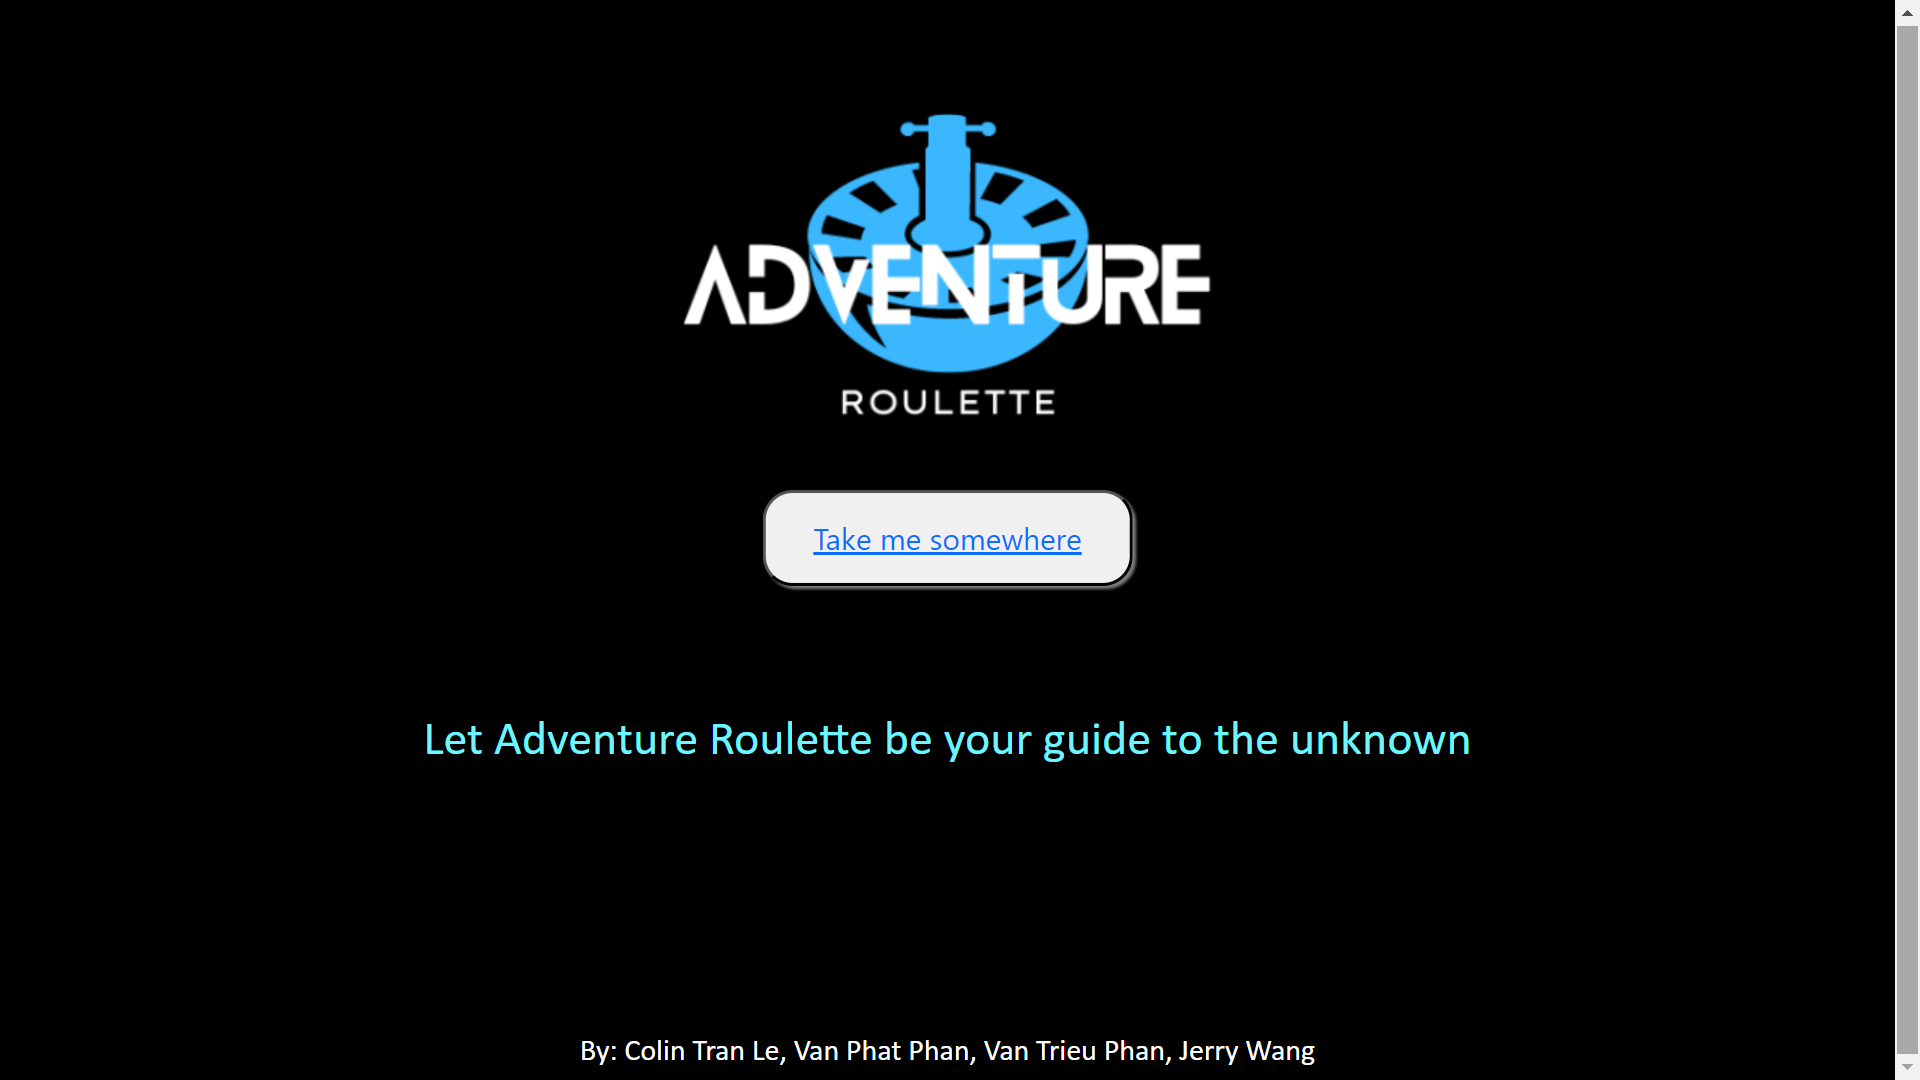 ADVENTURE
ROULETTE
Take me somewhere
Let Adventure Roulette be your guide to the unknown
By: Colin Tran Le, Van Phat Phan, Van Trieu Phan, Jerry Wang